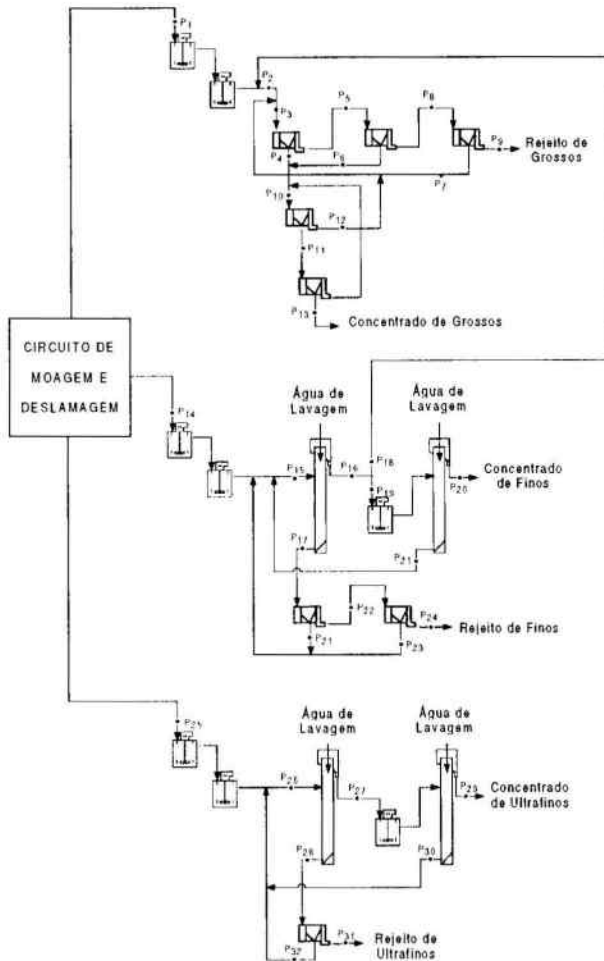 P1
P2
P3
P5
P8
P4
P6
P9
Rejeito de
Grossos
P7
P10
P12
P11
P13
Concentrado de Grossos
CIRCUITO DE
MOAGEM E
DESLAMAGEM
P14
Água de
Lavagem
Água de
Lavagem
P15
P16
P18
P19
P20
Concentrado
de Finos
P17
P21
P22
P24
Rejeito de Finos
P21
P23
P25
Água de
Lavagem
Água de
Lavagem
P26
P27
P29
Concentrado
de Ultrafinos
P28
P30
P31
Rejeito de
Ultrafinos
P32